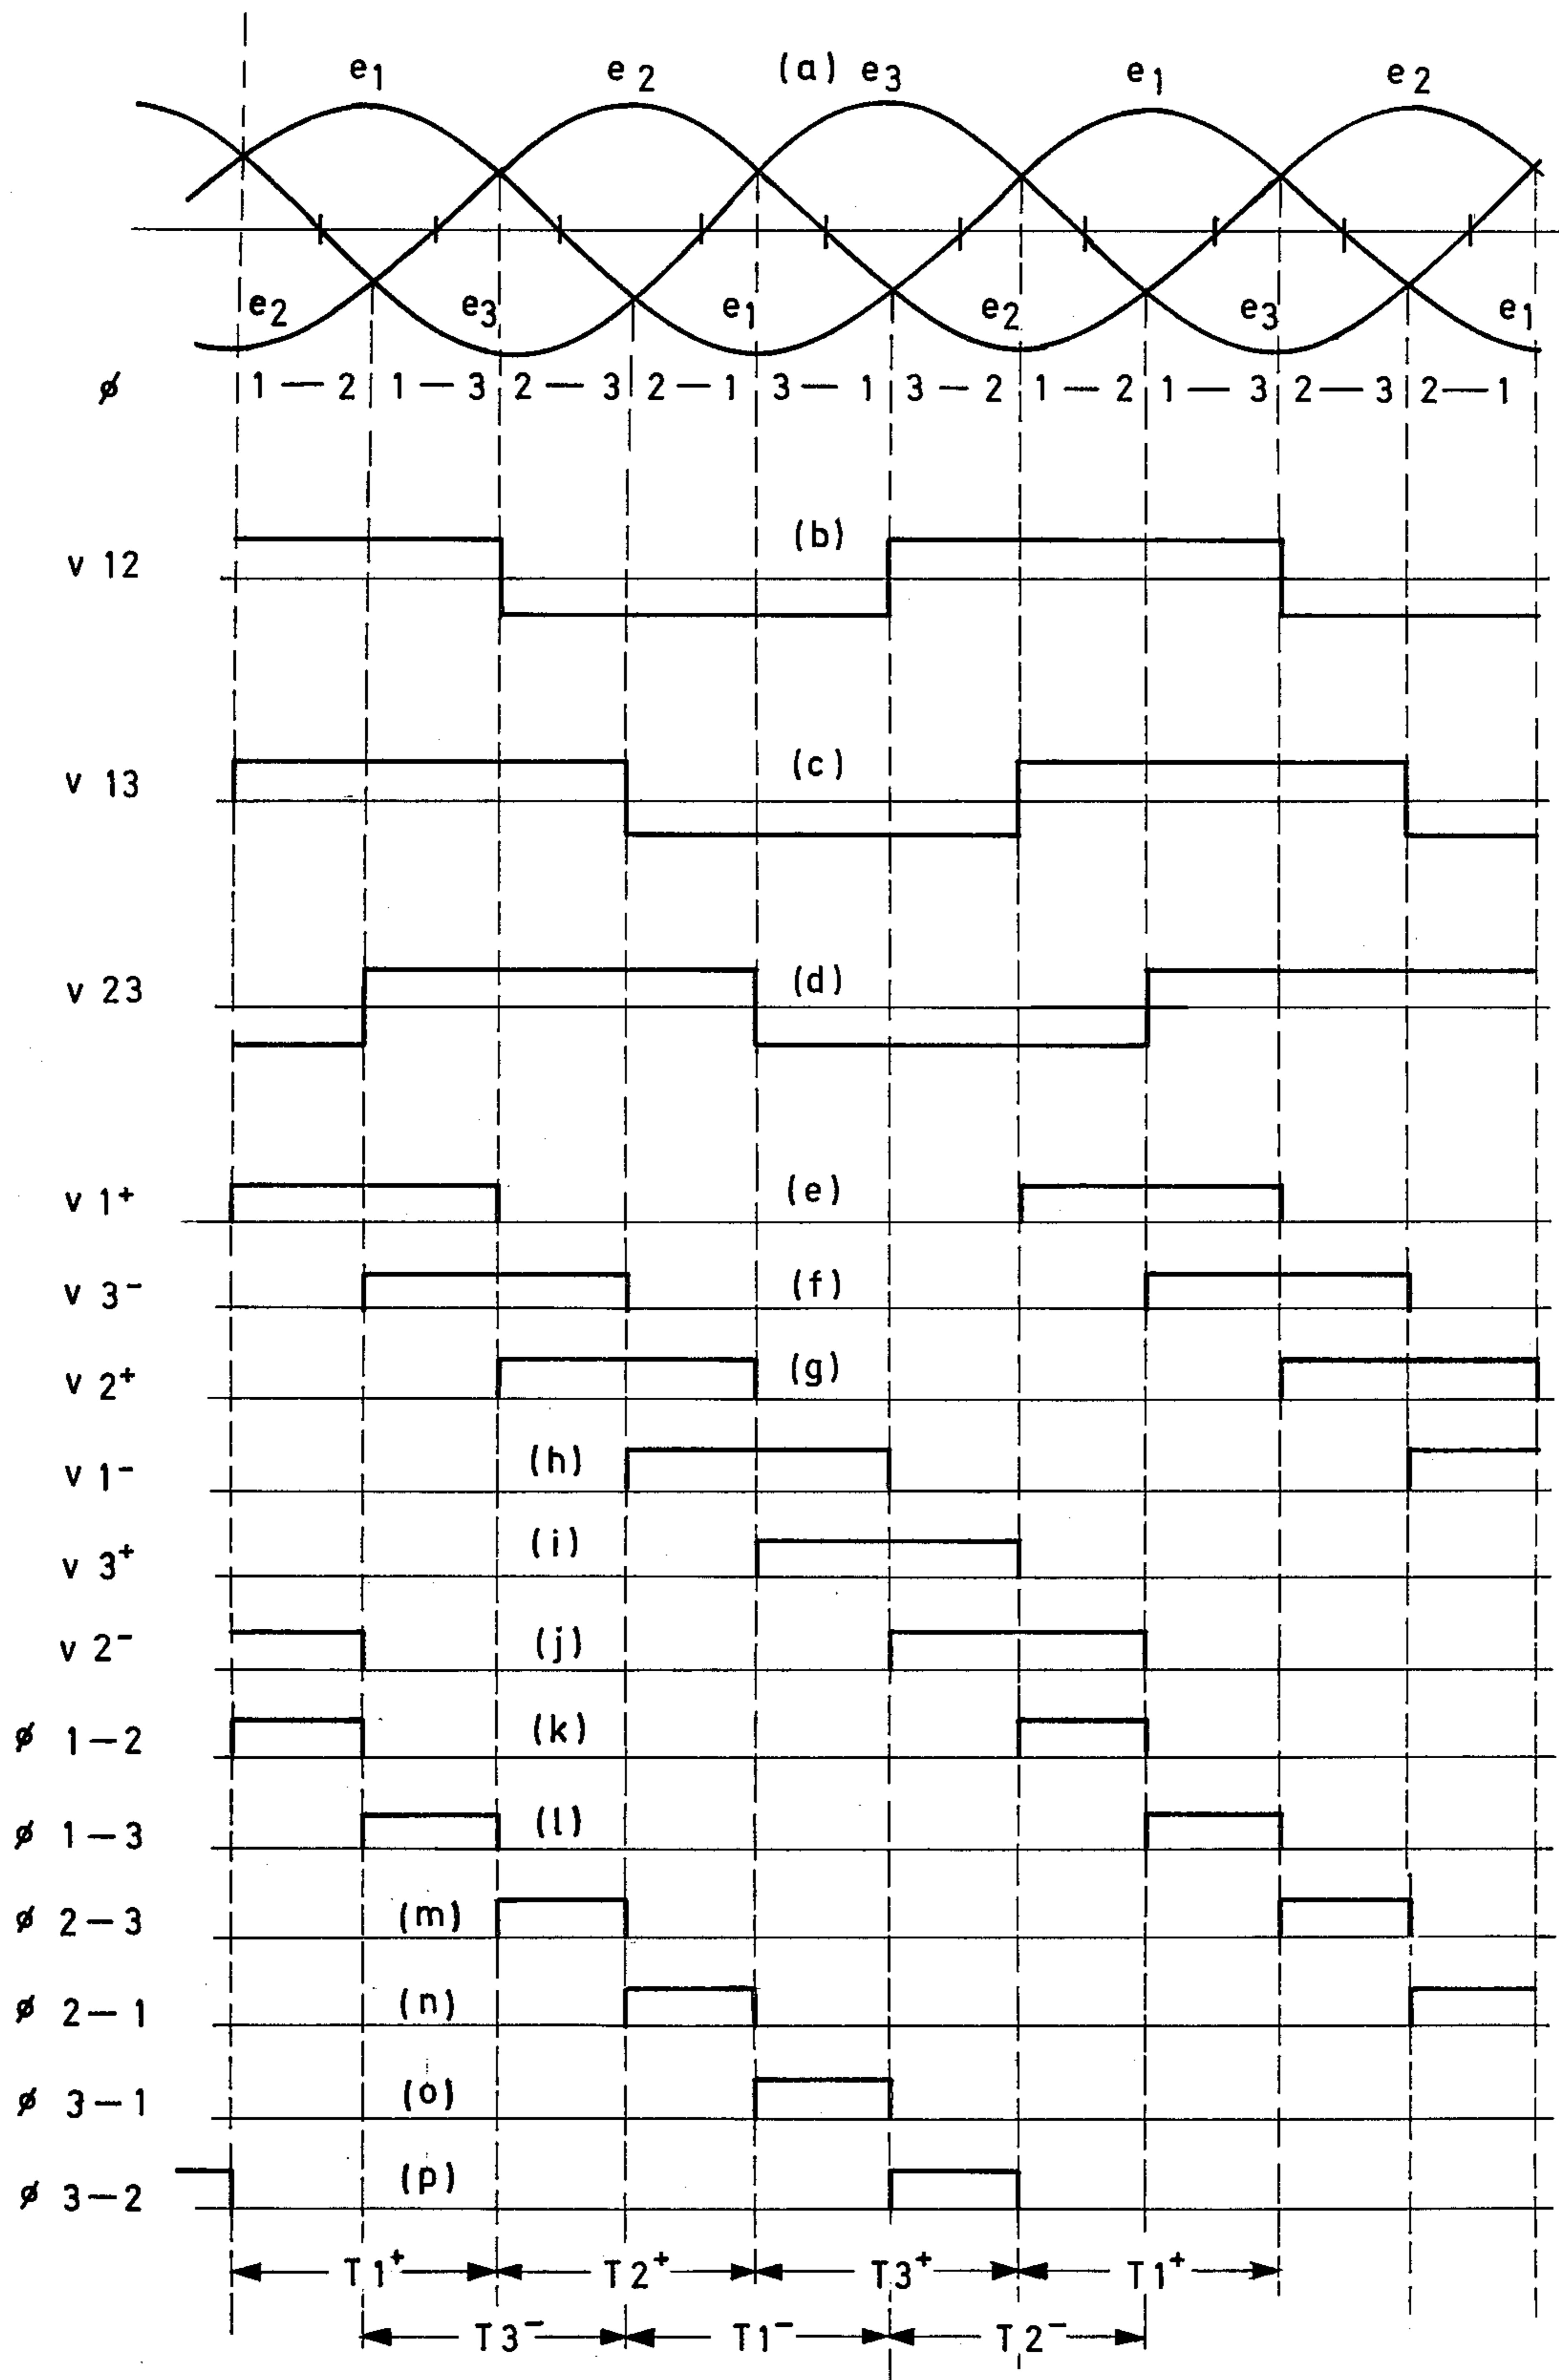 e1 e2 (a) e3 e1 e2
e2 e3 e1 e2 e3 e1
ø 1—2 1—3 2—3 2—1 3—1 3—2 1—2 1—3 2—3 2—1
v 12 (b)
v 13 (c)
v 23 (d)
v 1+ (e)
v 3- (f)
v 2+ (g)
v 1- (h)
v 3+ (i)
v 2- (j)
ø 1—2 (k)
ø 1—3 (l)
ø 2—3 (m)
ø 2—1 (n)
ø 3—1 (o)
ø 3—2 (p)
T1+ T2+ T3+ T1+
T3- T1- T2-